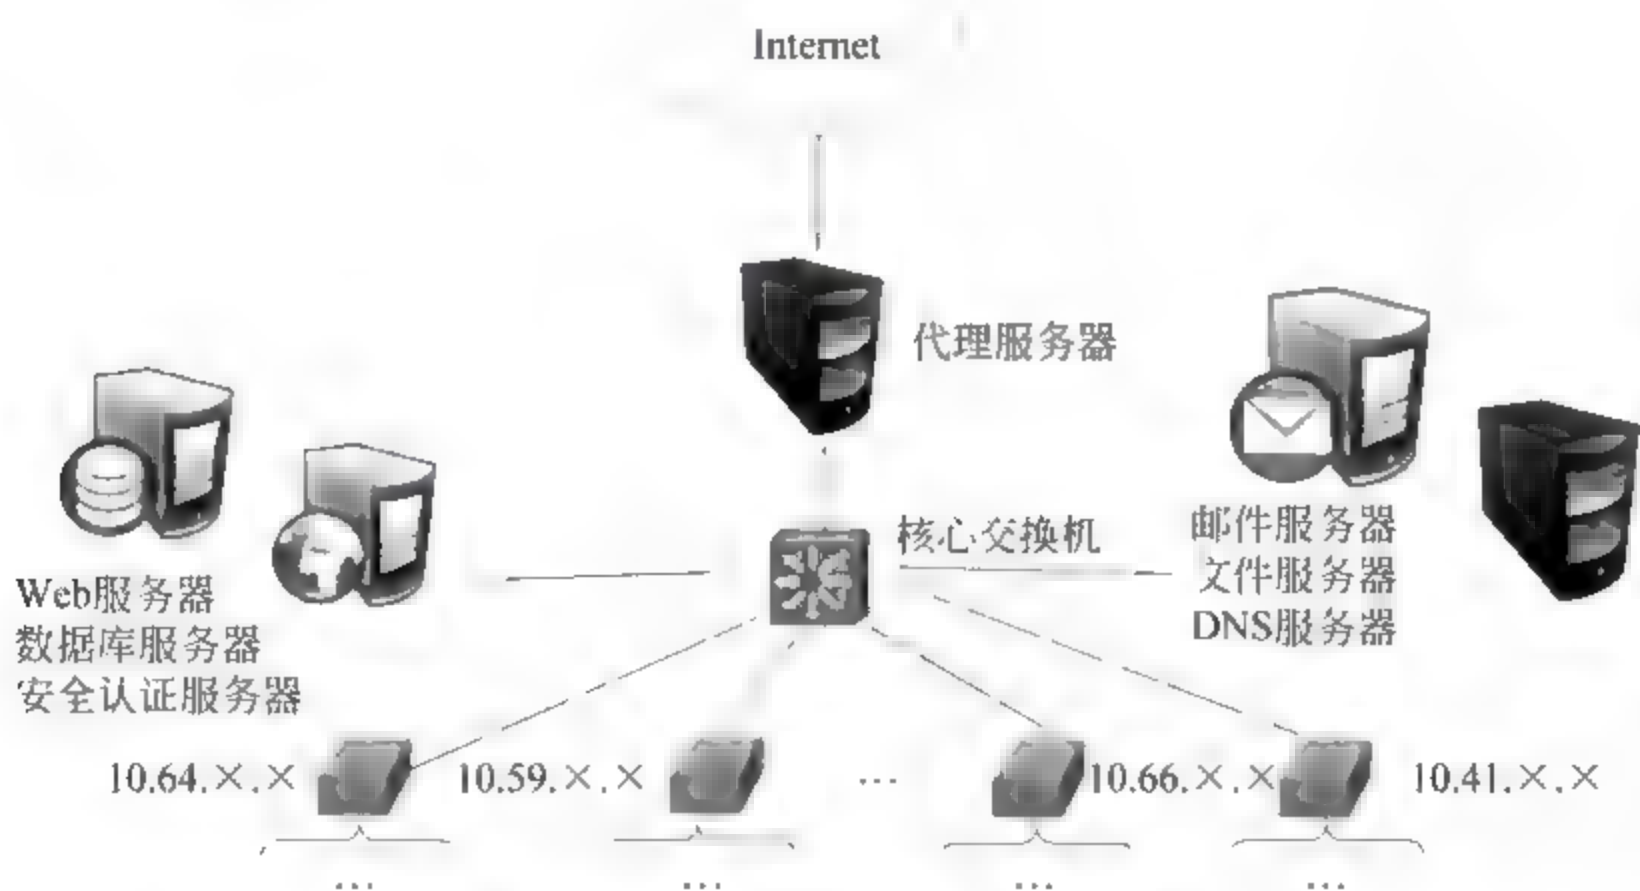 Internet
代理服务器
核心交换机
邮件服务器
文件服务器
DNS服务器
Web服务器
数据库服务器
安全认证服务器
10.64.×.×
10.59.×.×
…
10.66.×.×
10.41.×.×
…
…
…
…